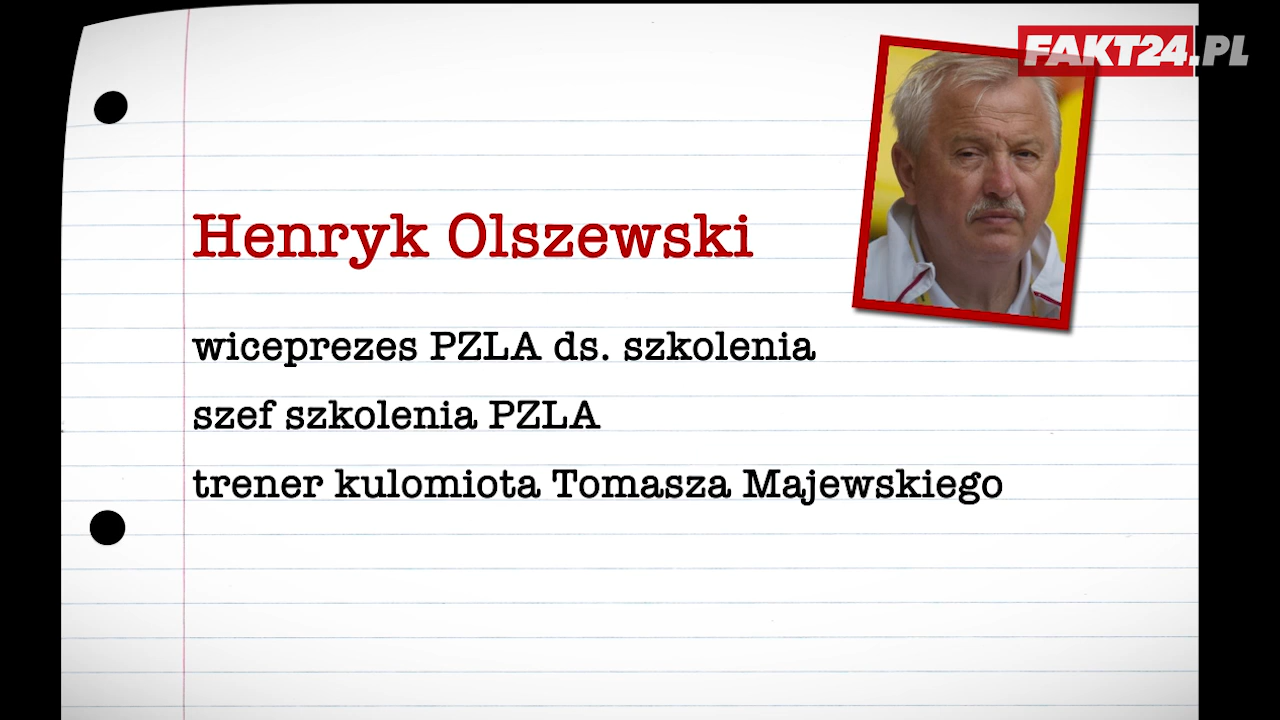 FAKT24.PL
Henryk Olszewski
wiceprezes PZLA ds. szkolenia
szef szkolenia PZLA
trener kulomiota Tomasza Majewskiego